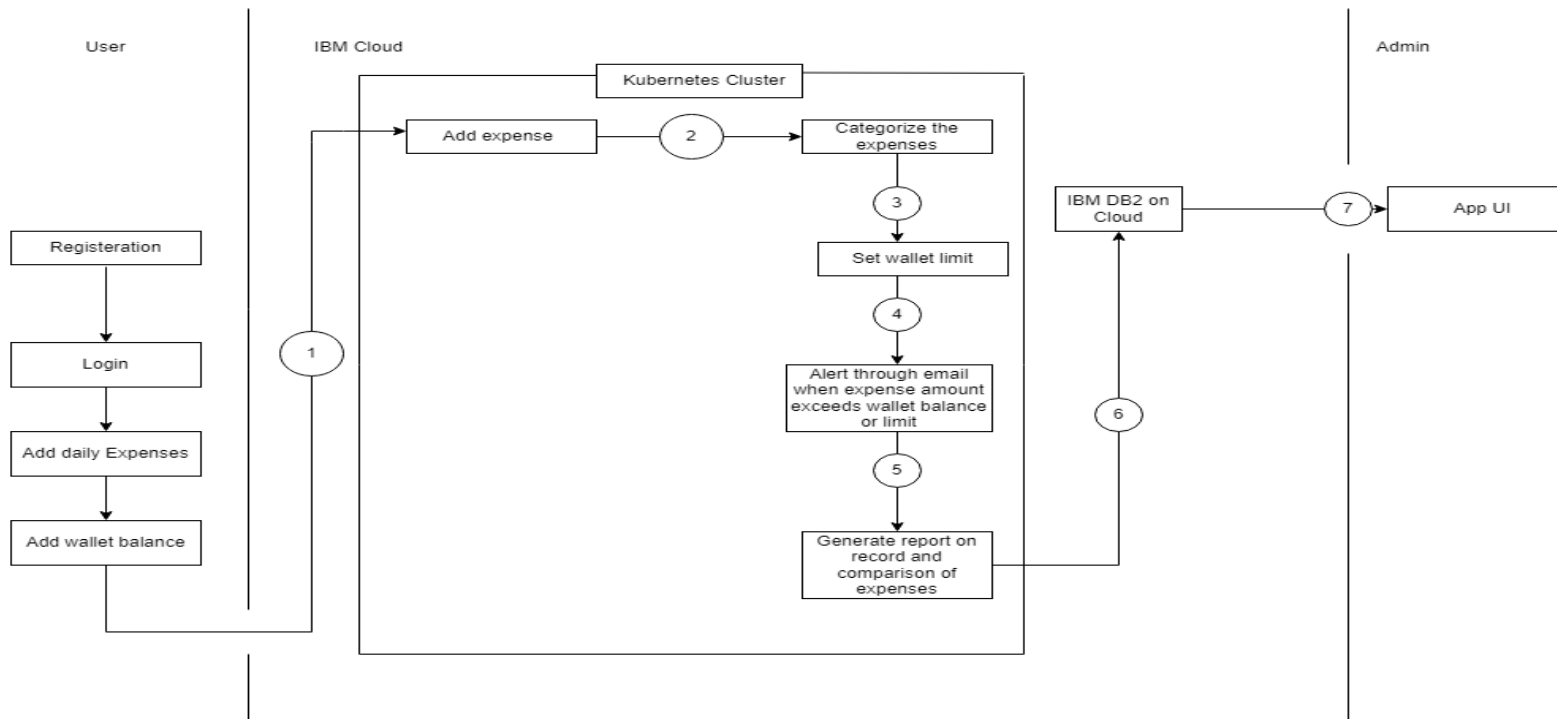 User
IBM Cloud
Admin
Kubernetes Cluster
Add expense
2
Categorize the
expenses
3
IBM DB2 on
Cloud
7
App UI
Registeration
Set wallet limit
4
1
Login
Alert through email
when expense amount
exceeds wallet balance
or limit
6
Add daily Expenses
5
Add wallet balance
Generate report on
record and
comparison of
expenses